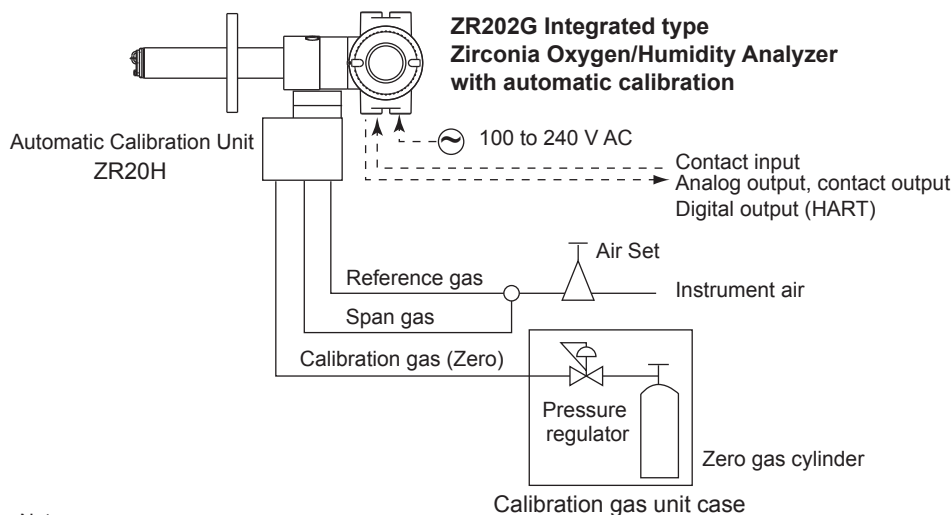 ZR202G Integrated type
Zirconia Oxygen/Humidity Analyzer
with automatic calibration
Automatic Calibration Unit
ZR20H
100 to 240 V AC
Contact input
Analog output, contact output
Digital output (HART)
Air Set
Reference gas
Instrument air
Span gas
Calibration gas (Zero)
Pressure
regulator
Zero gas cylinder
Calibration gas unit case